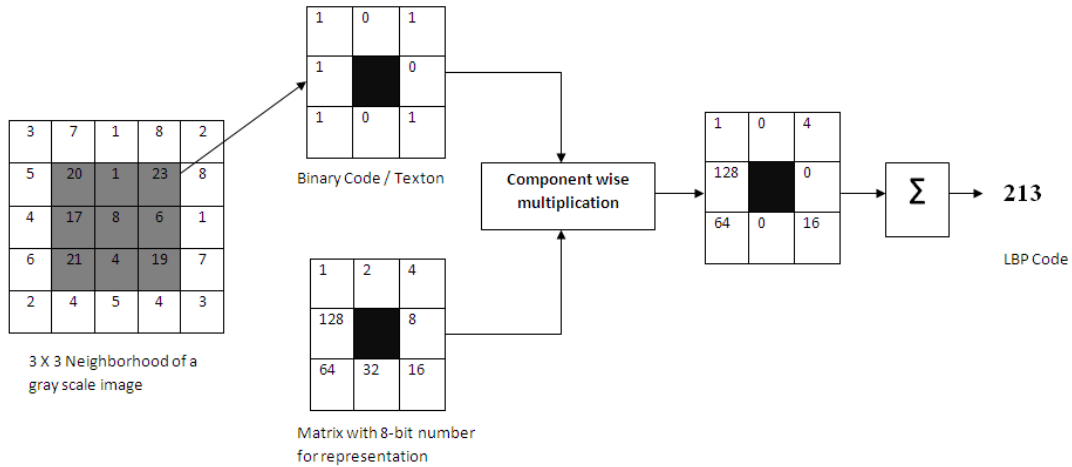 3 7 1 8 2
5 20 1 23 8
4 17 8 6 1
6 21 4 19 7
2 4 5 4 3
3 X 3 Neighborhood of a
gray scale image
1 0 1
1 0
1 0 1
Binary Code / Texton
1 2 4
128 8
64 32 16
Matrix with 8-bit number
for representation
Component wise
multiplication
1 0 4
128 0
64 0 16
Σ
213
LBP Code